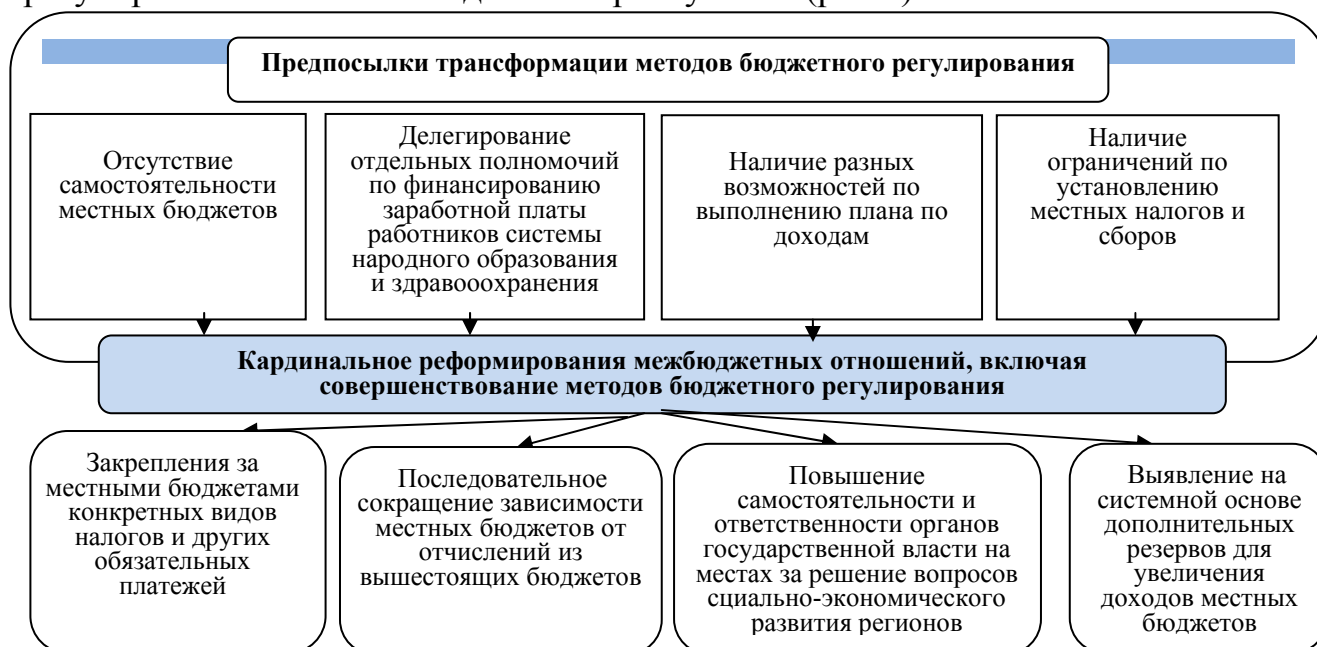 Предпосылки трансформации методов бюджетного регулирования
Отсутствие
самостоятельности
местных бюджетов
Делегирование
отдельных полномочий
по финансированию
заработной платы
работников системы
народного образования
и здравооохранения
Наличие разных
возможностей по
выполнению плана по
доходам
Наличие
ограничений по
установлению
местных налогов и
сборов
Кардинальное реформирования межбюджетных отношений, включая
совершенствование методов бюджетного регулирования
Закрепления за
местными бюджетами
конкретных видов
налогов и других
обязательных
платежей
Последовательное
сокращение зависимости
местных бюджетов от
отчислений из
вышестоящих бюджетов
Повышение
самостоятельности и
ответственности органов
государственной власти на
местах за решение вопросов
сциально-экономического
развития регионов
Выявление на
системной основе
дополнительных
резервов для
увеличения
доходов местных
бюджетов